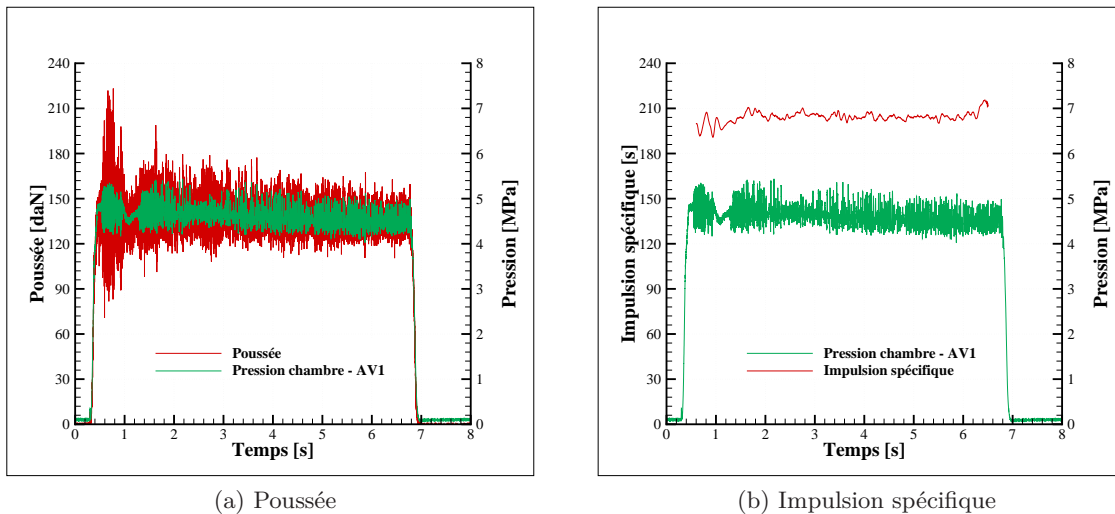 240
210
180
150
120
90
60
30
0
Poussée [daN]
8
7
6
5
4
3
2
1
0
Pression [MPa]
Poussée
Pression chambre - AV1
0 1 2 3 4 5 6 7 8
Temps [s]
(a) Poussée
240
210
180
150
120
90
60
30
0
Impulsion spécifique [s]
8
7
6
5
4
3
2
1
0
Pression [MPa]
Pression chambre - AV1
Impulsion spécifique
0 1 2 3 4 5 6 7 8
Temps [s]
(b) Impulsion spécifique